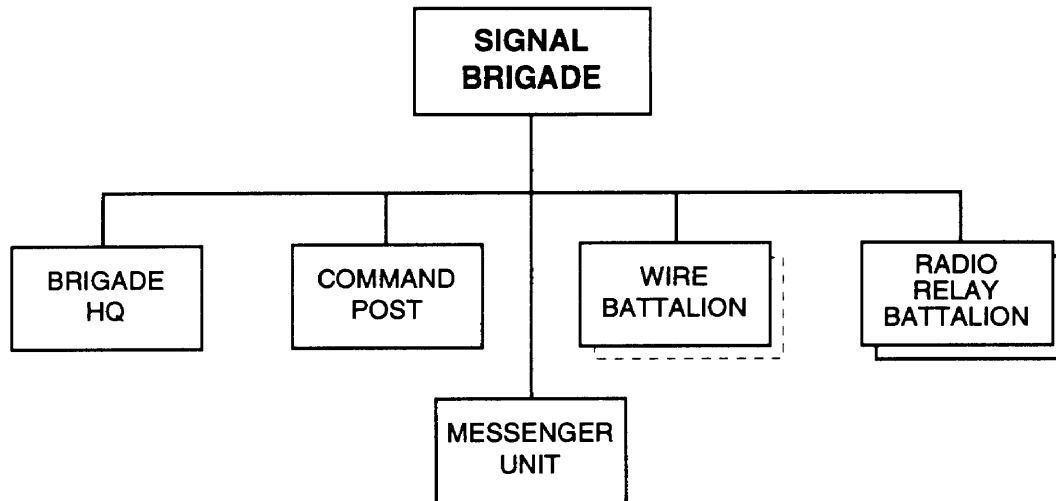 SIGNAL
BRIGADE
BRIGADE
HQ
COMMAND
POST
WIRE
BATTALION
RADIO
RELAY
BATTALION
MESSENGER
UNIT